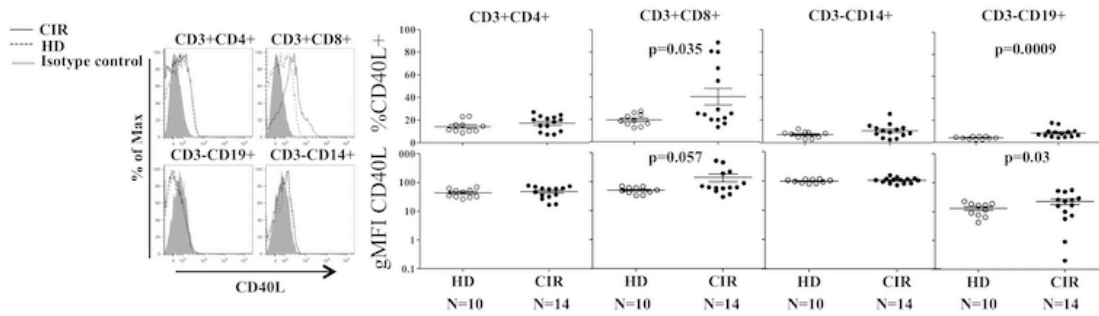 CIR
HD
Isotype control
CD3+CD4+ CD3+CD8+
CD3-CD19+ CD3-CD14+
% of Max
CD40L
CD3+CD4+ CD3+CD8+ CD3-CD14+ CD3-CD19+
%CD40L+
100
80
60
40
20
0
p=0.035
p=0.0009
gMFI CD40L
000
100
10
1
0.1
p=0.057
p=0.03
HD CIR HD CIR HD CIR HD CIR
N=10 N=14 N=10 N=14 N=10 N=14 N=10 N=14